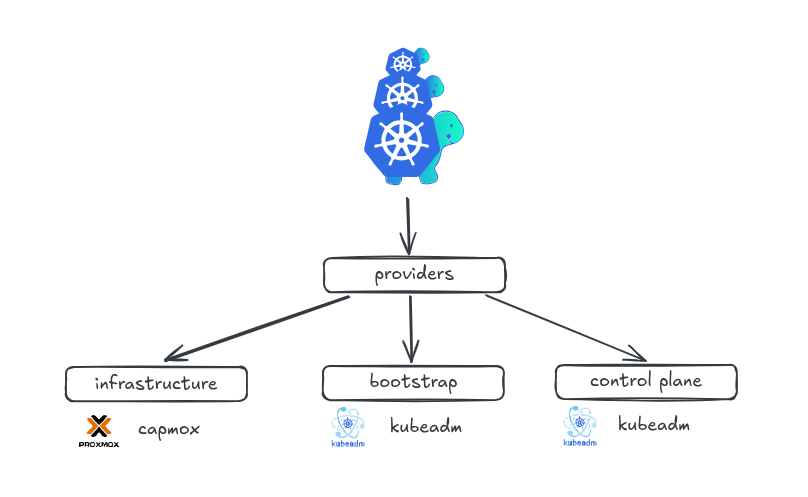 providers
infrastructure
bootstrap
control plane
PROXMOX
capmox
kubeadm
kubeadm
kubeadm
kubeadm